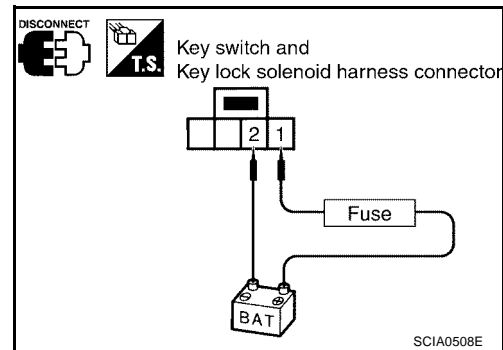 DISCONNECT
T.S.
Key switch and
Key lock solenoid harness connector
2 1
Fuse
⊖ ⊕
BAT
SCIA0508E